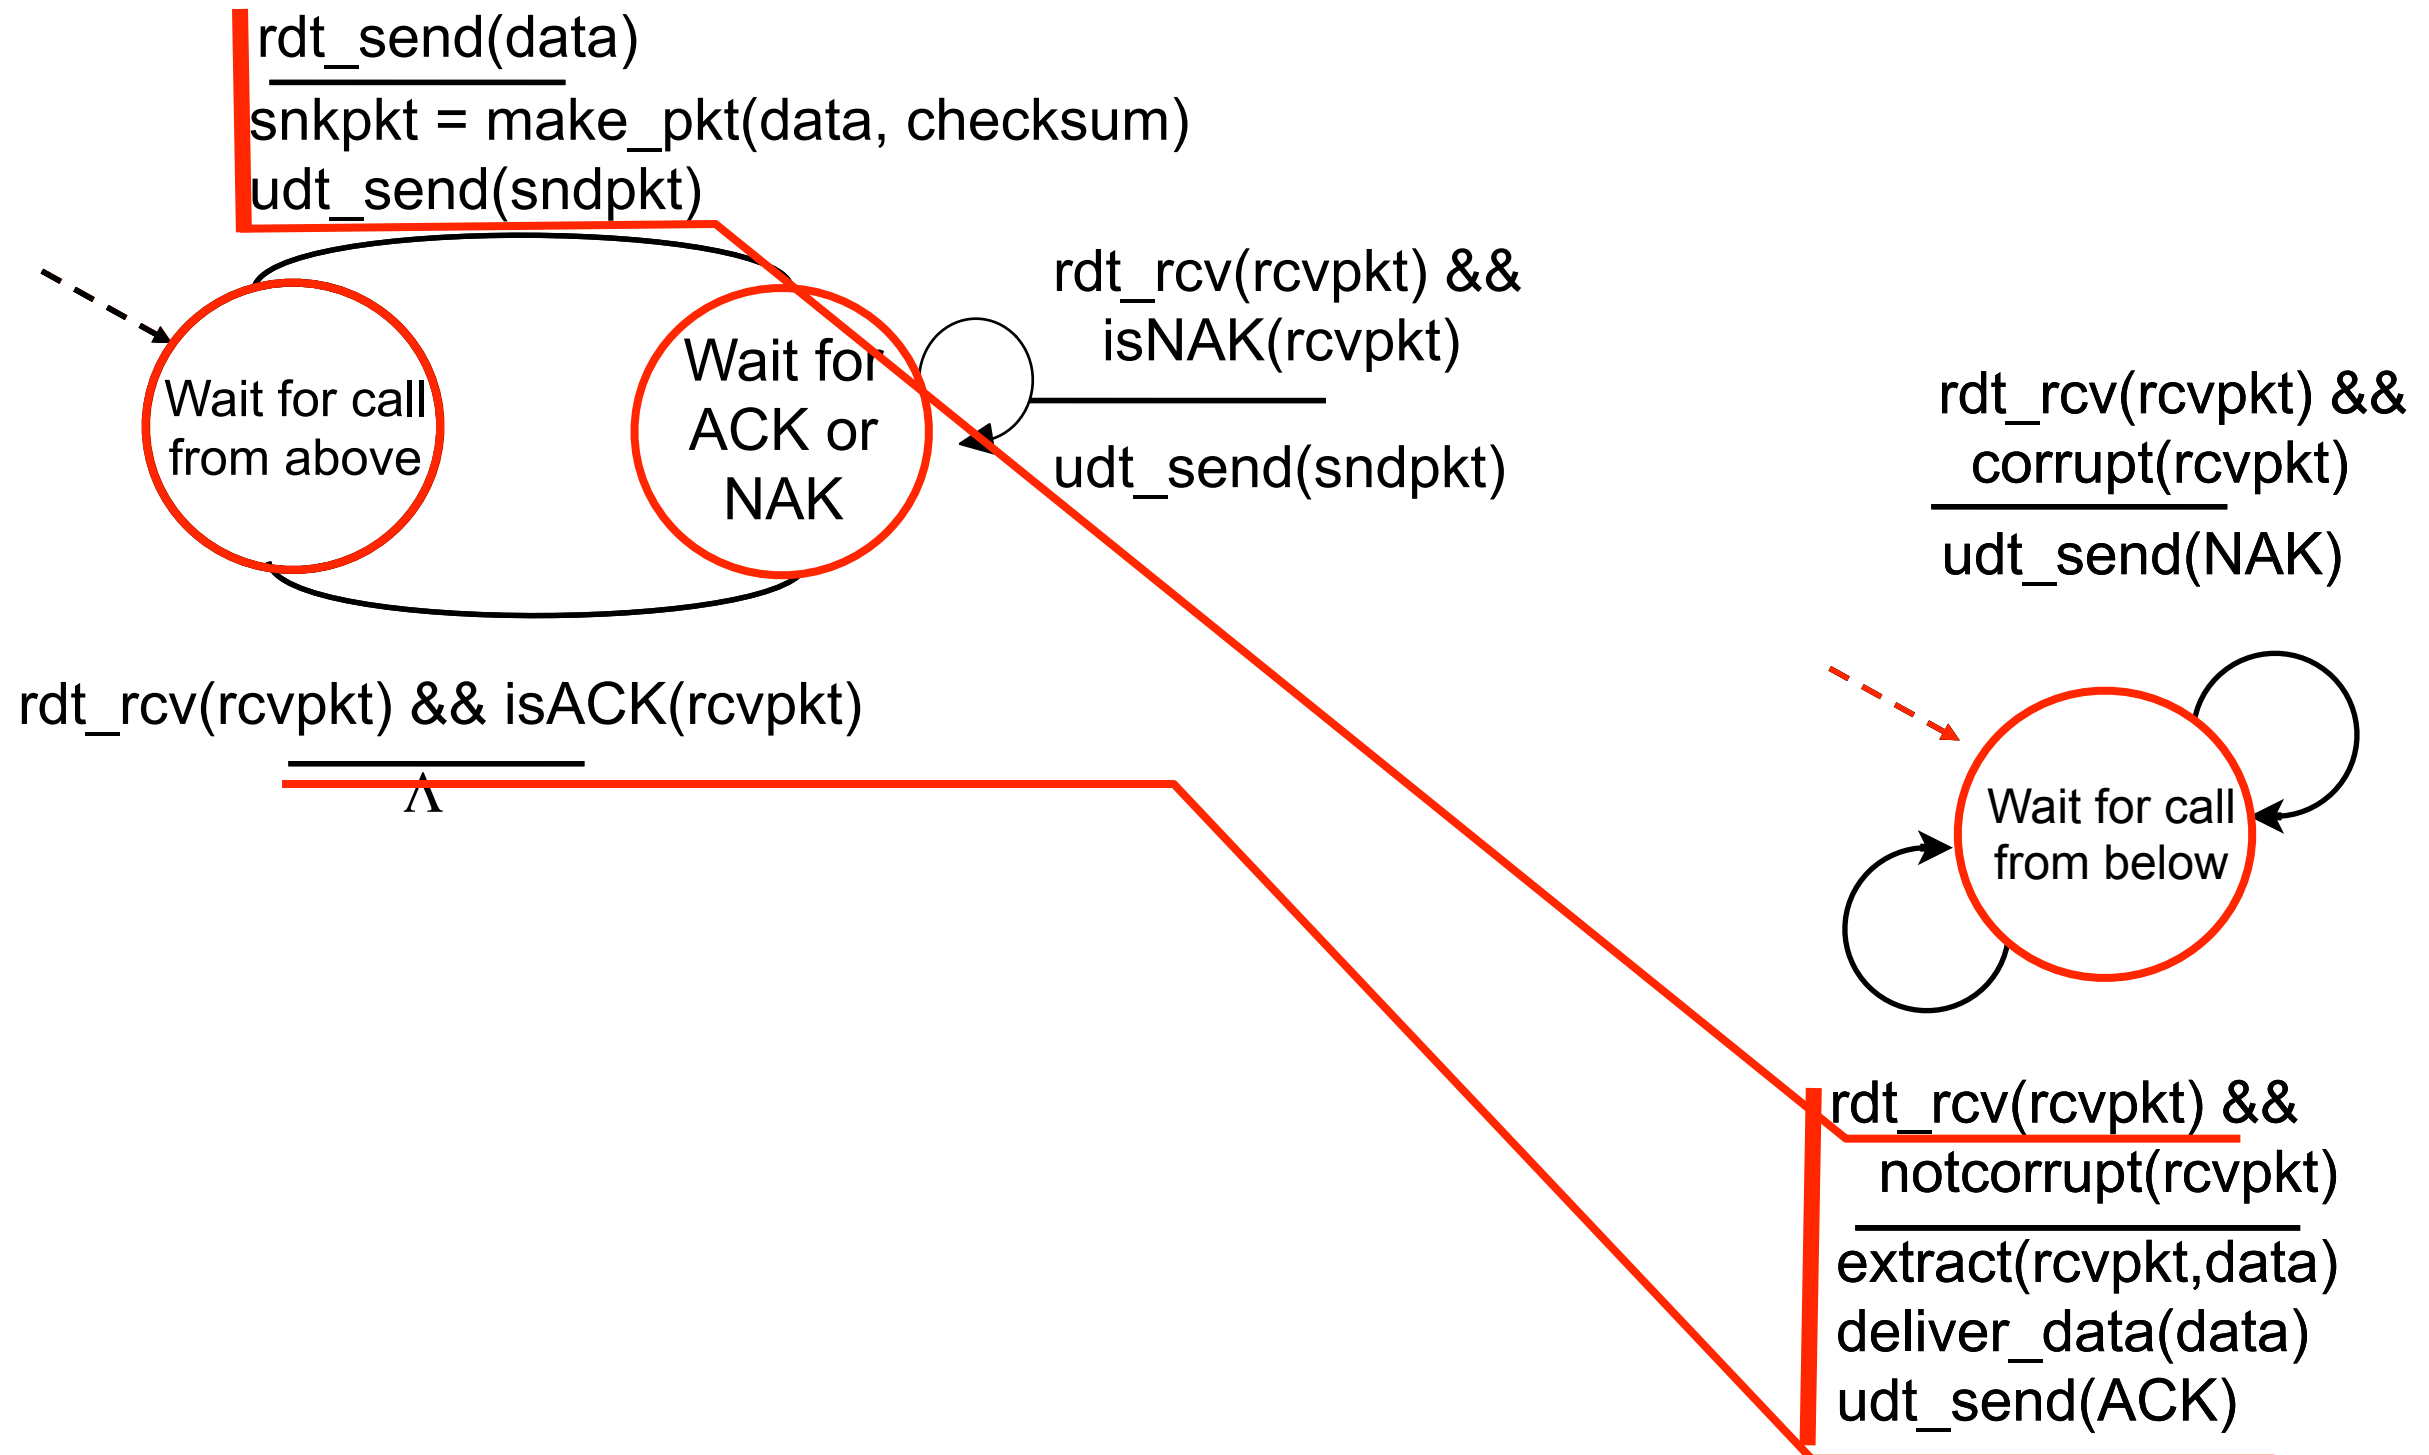 rdt_send(data)
snkpkt = make_pkt(data, checksum)
udt_send(sndpkt)
rdt_rcv(rcvpkt) &&
isNAK(rcvpkt)
udt_send(sndpkt)
Wait for call
from above
Wait for
ACK or
NAK
rdt_rcv(rcvpkt) && isACK(rcvpkt)
Λ
rdt_rcv(rcvpkt) &&
corrupt(rcvpkt)
udt_send(NAK)
Wait for call
from below
rdt_rcv(rcvpkt) &&
notcorrupt(rcvpkt)
extract(rcvpkt,data)
deliver_data(data)
udt_send(ACK)